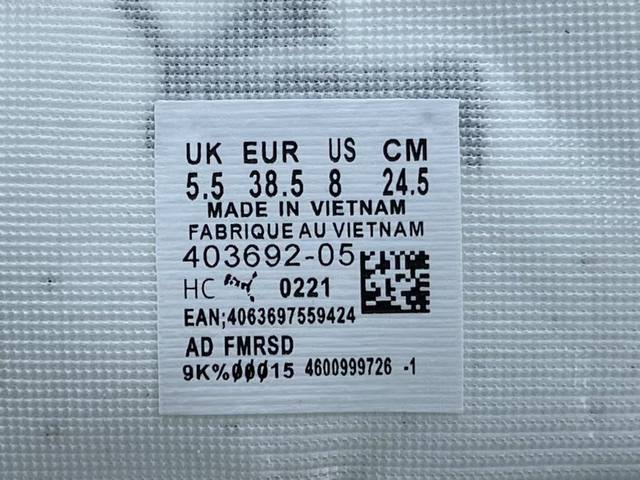 UK EUR US CM
5.5 38.5 8 24.5
MADE IN VIETNAM
FABRIQUE AU VIETNAM
403692-05
HC 0221
EAN;4063697559424
AD FMRSD
9K%00015 4600999726 -1